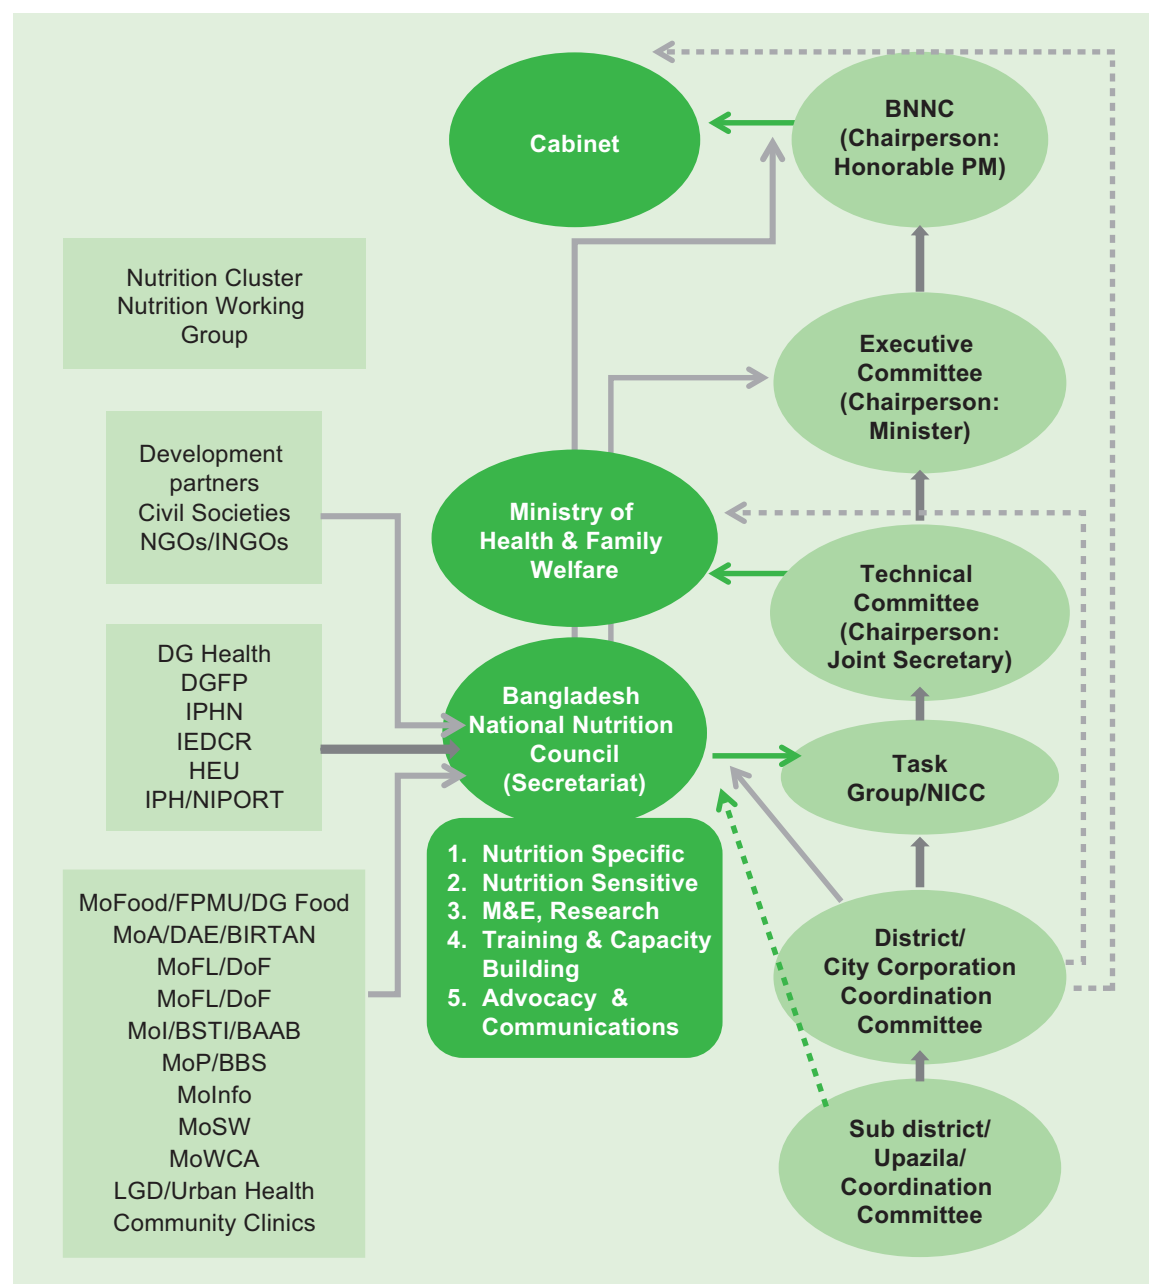 Cabinet
BNNC
(Chairperson:
Honorable PM)
Nutrition Cluster
Nutrition Working
Group
Executive
Committee
(Chairperson:
Minister)
Development
partners
Civil Societies
NGOs/INGOs
Ministry of
Health & Family
Welfare
Technical
Committee
(Chairperson:
Joint Secretary)
DG Health
DGFP
IPHN
IEDCR
HEU
IPH/NIPORT
Bangladesh
National Nutrition
Council
(Secretariat)
Task
Group/NICC
1. Nutrition Specific
2. Nutrition Sensitive
3. M&E, Research
4. Training & Capacity
Building
5. Advocacy &
Communications
MoFood/FPMU/DG Food
MoA/DAE/BIRTAN
MoFL/DoF
MoFL/DoF
MoI/BSTI/BAAB
MoP/BBS
MoInfo
MoSW
MoWCA
LGD/Urban Health
Community Clinics
District/
City Corporation
Coordination
Committee
Sub district/
Upazila/
Coordination
Committee